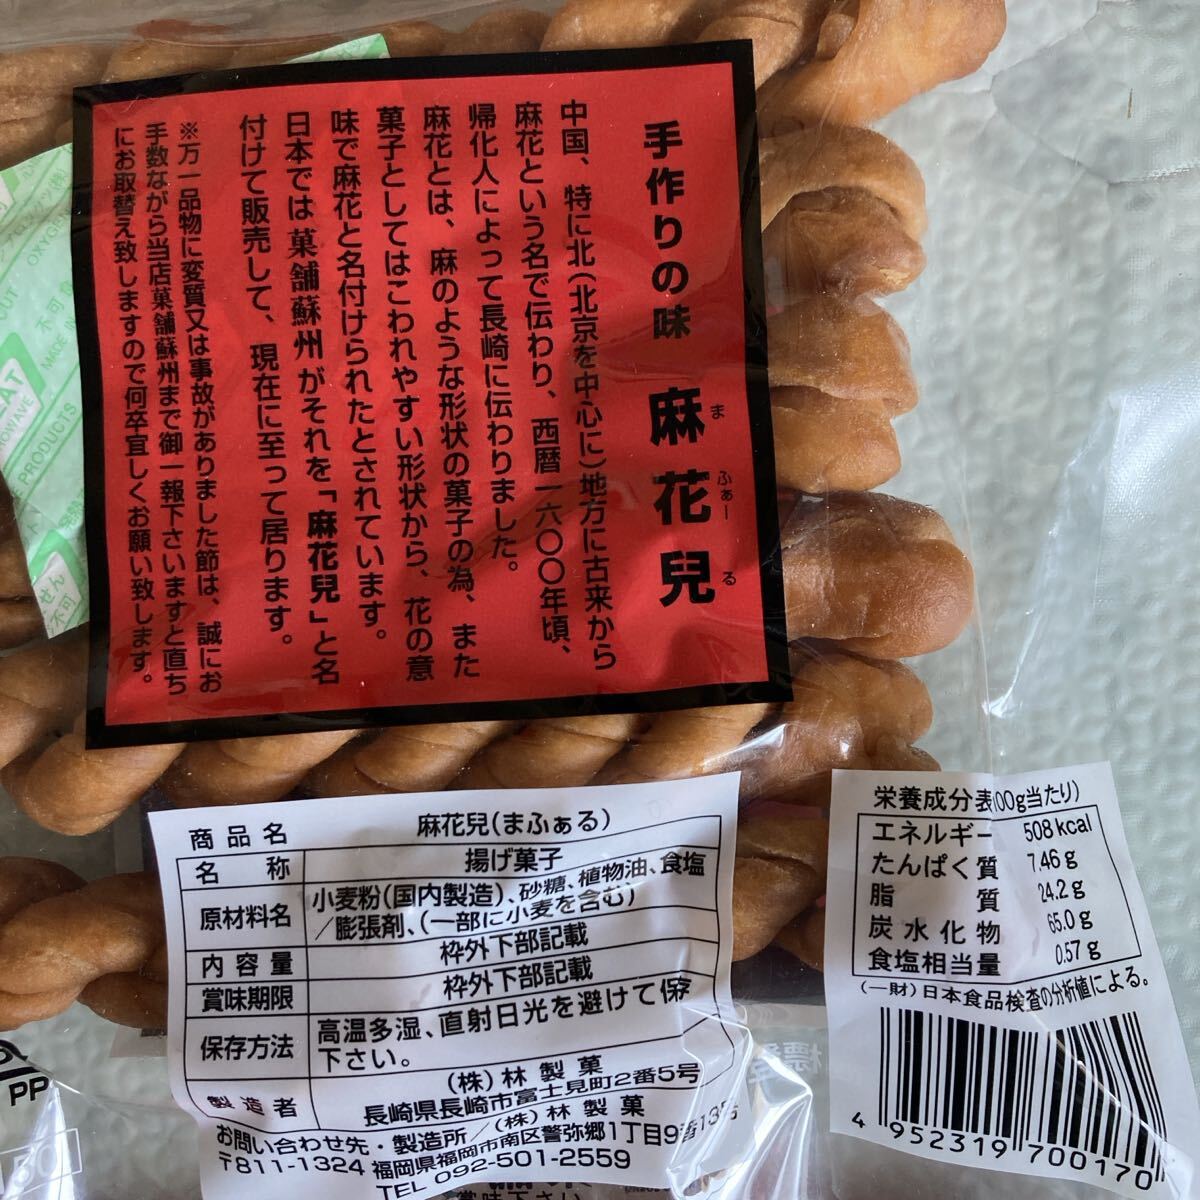 手作りの味 麻花兒
ま ふぁー る
中国、特に北(北京を中心に)地方に古来から
麻花という名で伝わり、西暦一六〇〇年頃、
帰化人によって長崎に伝わりました。
麻花とは、麻のような形状の菓子の為、また
菓子としてはこわれやすい形状から、花の意
味で麻花と名付けられたとされています。
日本では菓舗蘇州がそれを「麻花兒」と名
付けて販売して、現在に至って居ります。
※万一品物に変質又は事故がありました節は、誠にお
手数ながら当店菓舗蘇州まで御一報下さいますと直ち
にお取替え致しますので何卒宜しくお願い致します。
商品名 麻花兒(まふぁる)
名称 揚げ菓子
原材料名 小麦粉(国内製造)、砂糖、植物油、食塩
/膨張剤、(一部に小麦を含む)
内容量 枠外下部記載
賞味期限 枠外下部記載
保存方法 高温多湿、直射日光を避けて保存
下さい。
製造者 (株)林製菓
長崎県長崎市富士見町2番5号
お問い合わせ先・製造所/(株)林製菓
〒811-1324 福岡県福岡市南区警弥郷1丁目9番13号
TEL 092-501-2559
栄養成分表(100g当たり)
エネルギー 508kcal
たんぱく質 7.46g
脂質 24.2g
炭水化物 65.0g
食塩相当量 0.57g
(一財)日本食品検査の分析値による。
4 952319 700170
PP
OXYGE
MADE IN
PRODUCTS